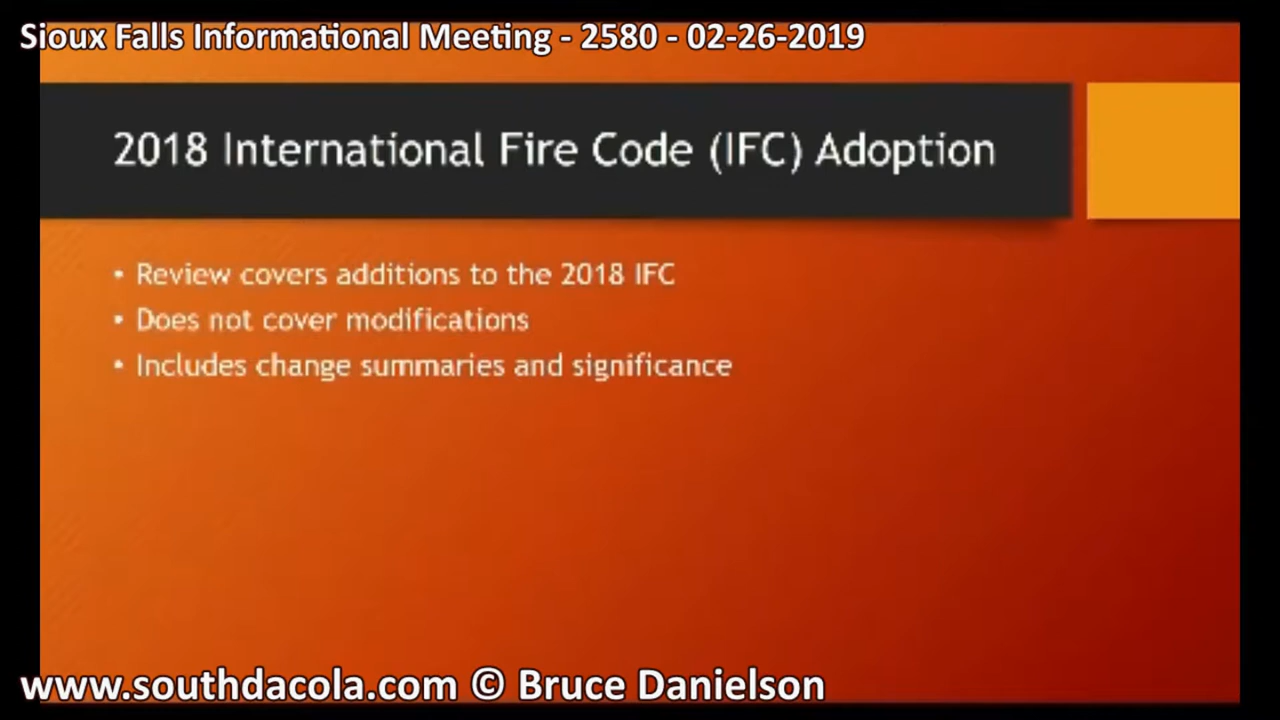 Sioux Falls Informational Meeting - 2580 - 02-26-2019
2018 International Fire Code (IFC) Adoption
• Review covers additions to the 2018 IFC
• Does not cover modifications
• Includes change summaries and significance
www.southdacola.com © Bruce Danielson